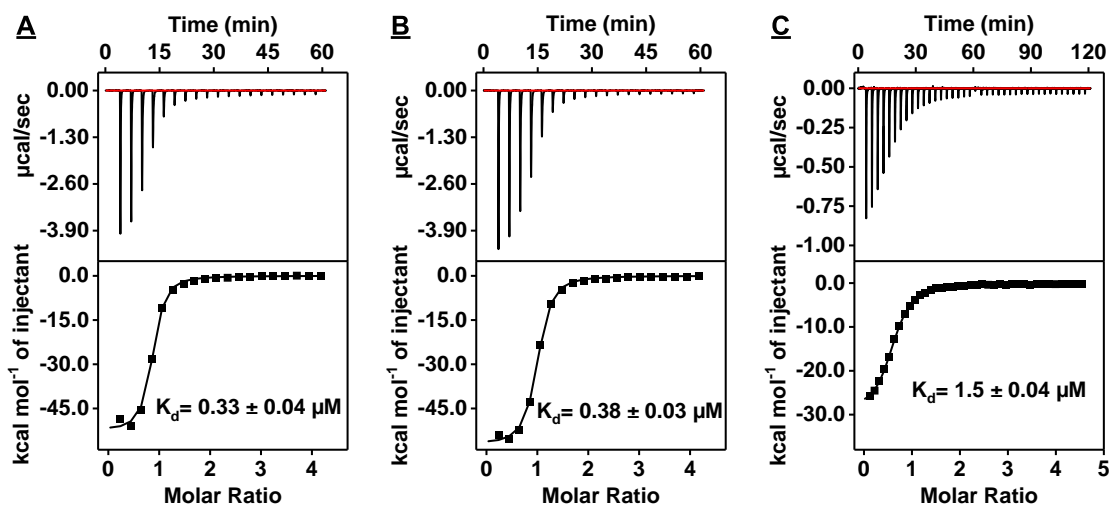 A
Time (min)
0 15 30 45 60
µcal/sec
0.00
-1.30
-2.60
-3.90
kcal mol-1 of injectant
0.0
-15.0
-30.0
-45.0
Kd= 0.33 ± 0.04 µM
0 1 2 3 4
Molar Ratio
B
Time (min)
0 15 30 45 60
µcal/sec
0.00
-1.30
-2.60
-3.90
kcal mol-1 of injectant
0.0
-15.0
-30.0
-45.0
Kd= 0.38 ± 0.03 µM
0 1 2 3 4
Molar Ratio
C
Time (min)
0 30 60 90 120
µcal/sec
0.00
-0.25
-0.50
-0.75
-1.00
kcal mol-1 of injectant
0.0
-10.0
-20.0
-30.0
Kd= 1.5 ± 0.04 µM
0 1 2 3 4 5
Molar Ratio